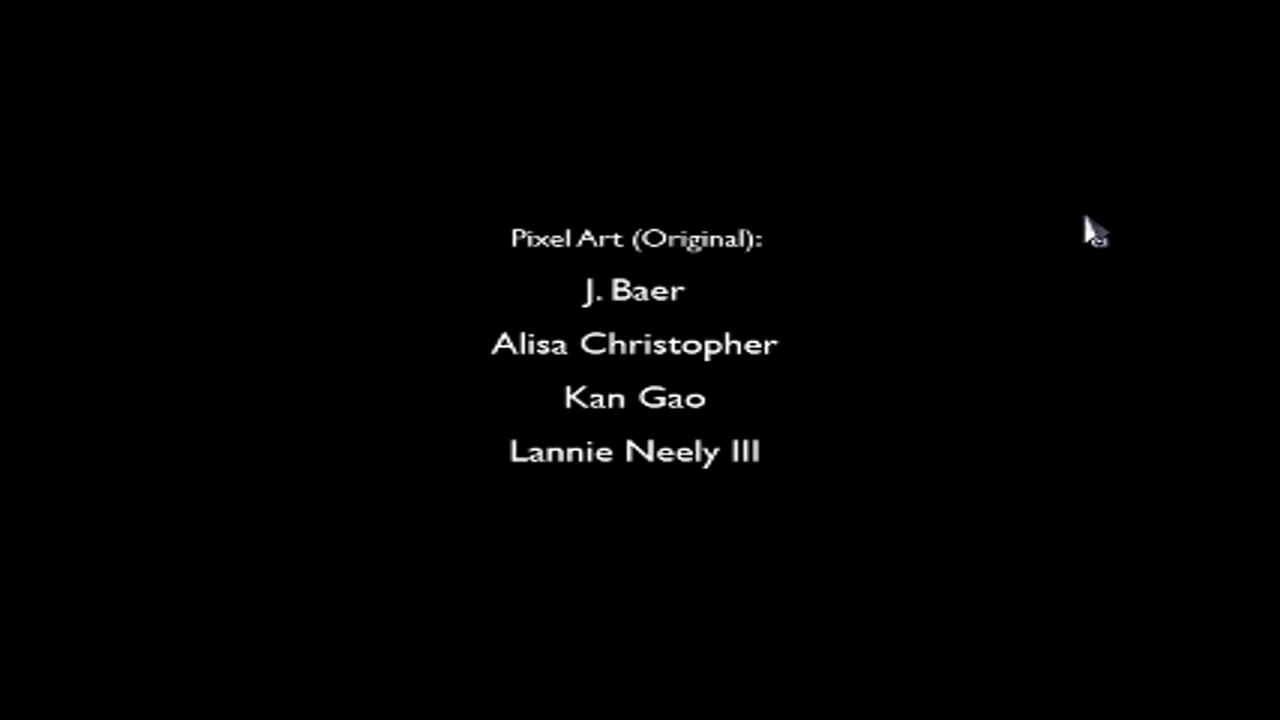 Pixel Art (Original):
J. Baer
Alisa Christopher
Kan Gao
Lannie Neely III